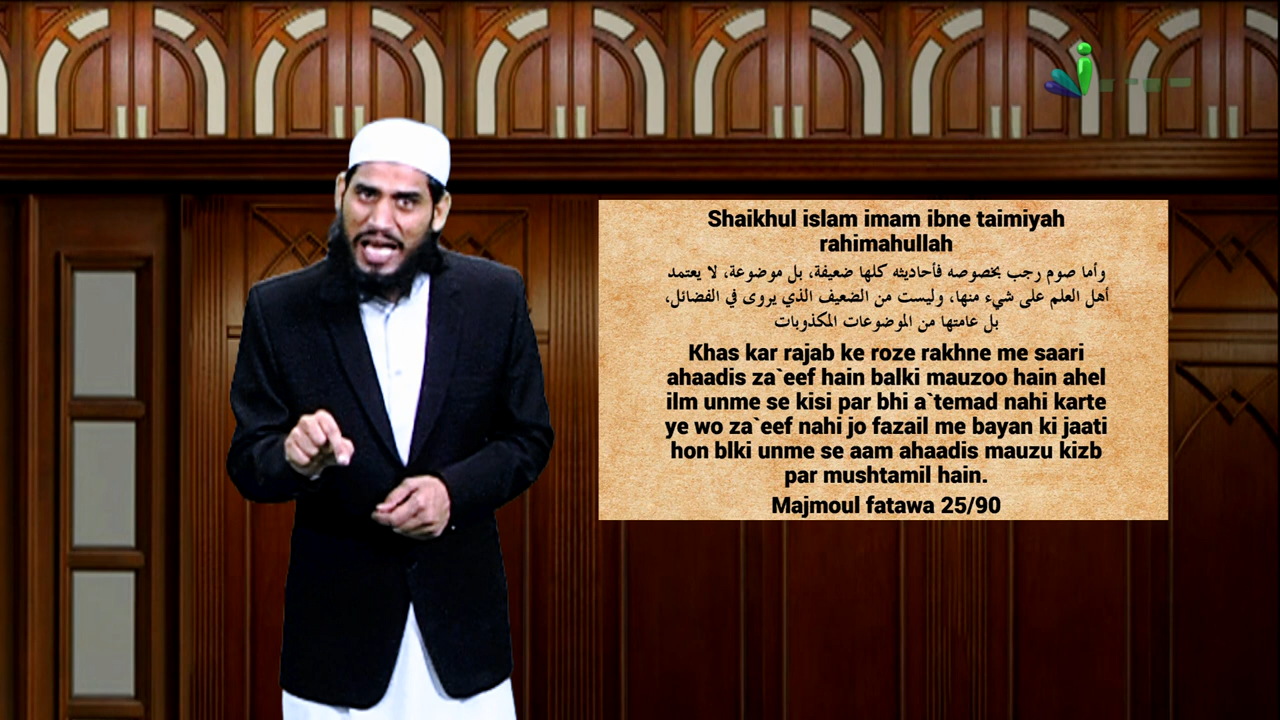 Shaikhul islam imam ibne taimiyah
rahimahullah
وأما صوم رجب بخصوصه فأحاديثه كلها ضعيفة، بل موضوعة، لا يعتمد
أهل العلم على شيء منها، وليست من الضعيف الذي يروى في الفضائل،
بل عامتها من الموضوعات المكذوبات
Khas kar rajab ke roze rakhne me saari
ahaadis za`eef hain balki mauzoo hain ahel
ilm unme se kisi par bhi a`temad nahi karte
ye wo za`eef nahi jo fazail me bayan ki jaati
hon blki unme se aam ahaadis mauzu kizb
par mushtamil hain.
Majmoul fatawa 25/90